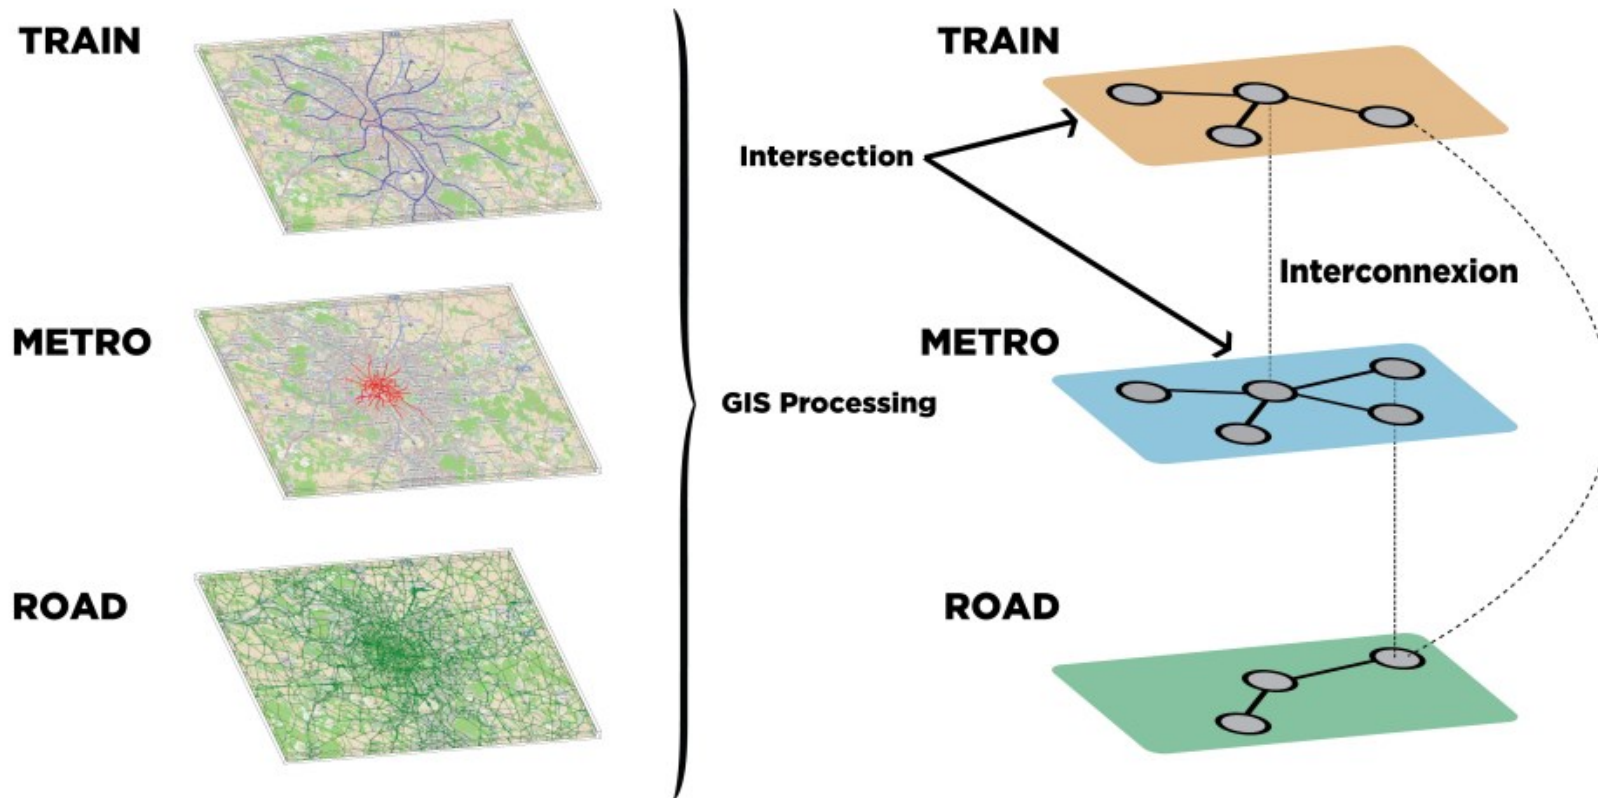 TRAIN
METRO
ROAD
GIS Processing
TRAIN
Intersection
Interconnexion
METRO
ROAD